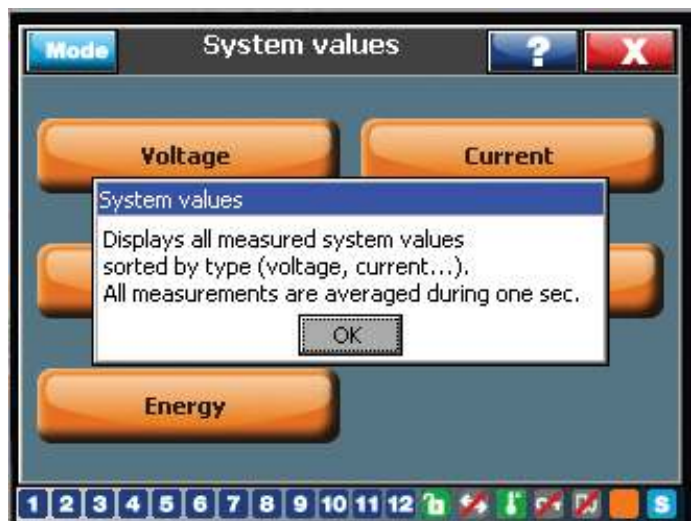 Mode
System values
?
X
Voltage
Current
System values
Displays all measured system values
sorted by type (voltage, current...).
All measurements are averaged during one sec.
OK
Energy
1 2 3 4 5 6 7 8 9 10 11 12
S